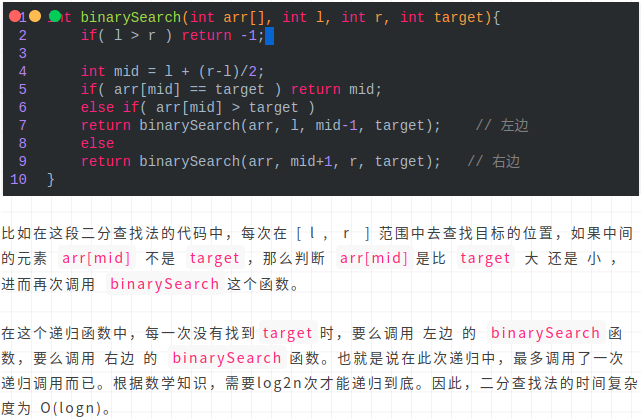 1 int binarySearch(int arr[], int l, int r, int target){
2 if( l > r ) return -1;
3
4 int mid = l + (r-l)/2;
5 if( arr[mid] == target ) return mid;
6 else if( arr[mid] > target )
7 return binarySearch(arr, l, mid-1, target); // 左边
8 else
9 return binarySearch(arr, mid+1, r, target); // 右边
10 }
比如在这段二分查找法的代码中，每次在 [ l , r ] 范围中去查找目标的位置，如果中间
的元素 arr[mid] 不是 target，那么判断 arr[mid] 是比 target 大 还是 小 ，
进而再次调用 binarySearch 这个函数。
在这个递归函数中，每一次没有找到 target 时，要么调用 左边 的 binarySearch 函
数，要么调用 右边 的 binarySearch 函数。也就是说在此次递归中，最多调用了一次
递归调用而已。根据数学知识，需要log2n次才能递归到底。因此，二分查找法的时间复杂
度为 O(logn)。